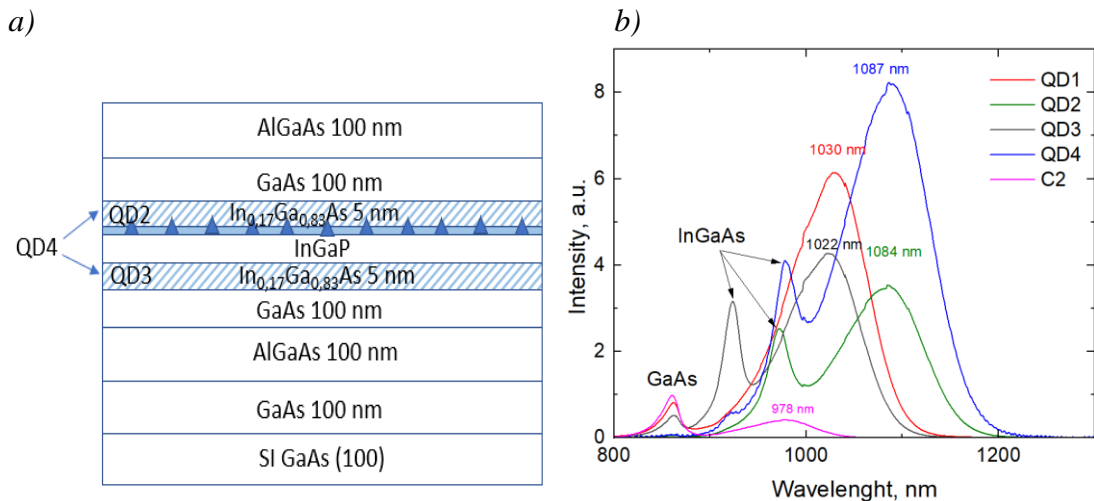 a)
AlGaAs 100 nm
GaAs 100 nm
QD2
In0,17Ga0,83As 5 nm
QD4
InGaP
QD3
In0,17Ga0,83As 5 nm
GaAs 100 nm
AlGaAs 100 nm
GaAs 100 nm
SI GaAs (100)
b)
8
6
4
2
0
Intensity, a.u.
1087 nm
1030 nm
1022 nm
1084 nm
InGaAs
GaAs
978 nm
QD1
QD2
QD3
QD4
C2
800
1000
1200
Wavelenght, nm